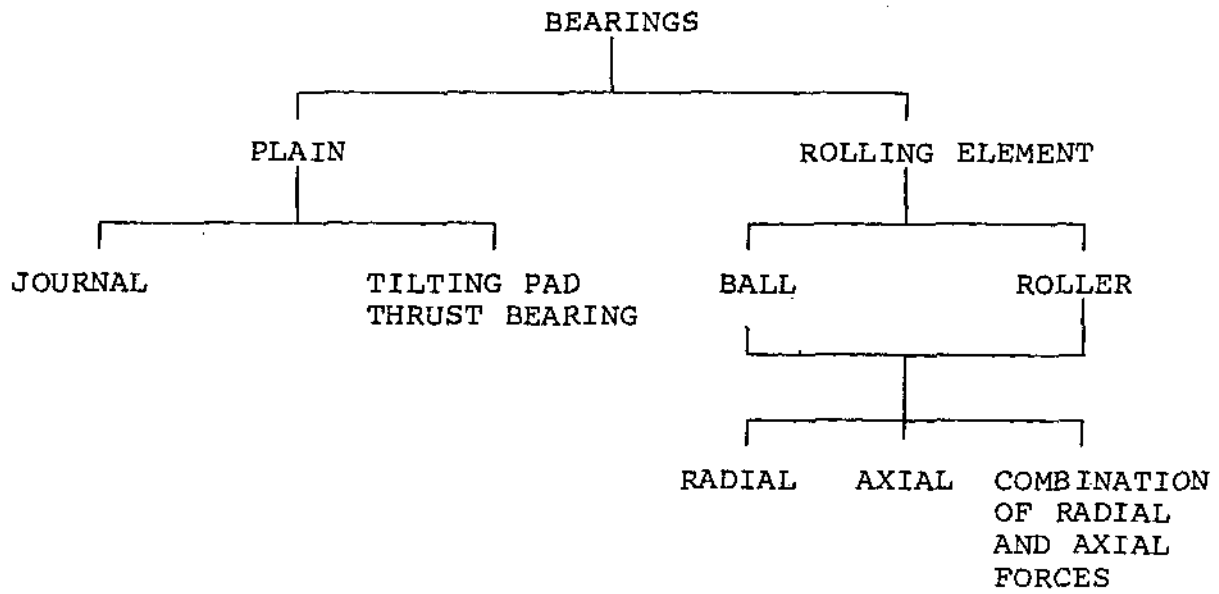 BEARINGS
PLAIN
ROLLING ELEMENT
JOURNAL
TILTING PAD
THRUST BEARING
BALL
ROLLER
RADIAL
AXIAL
COMBINATION
OF RADIAL
AND AXIAL
FORCES